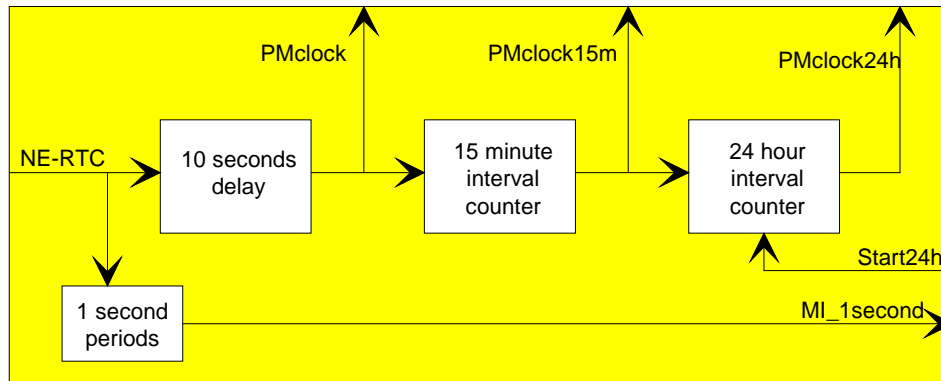 PMclock
PMclock15m
PMclock24h
NE-RTC
10 seconds
delay
15 minute
interval
counter
24 hour
interval
counter
Start24h
1 second
periods
MI_1second